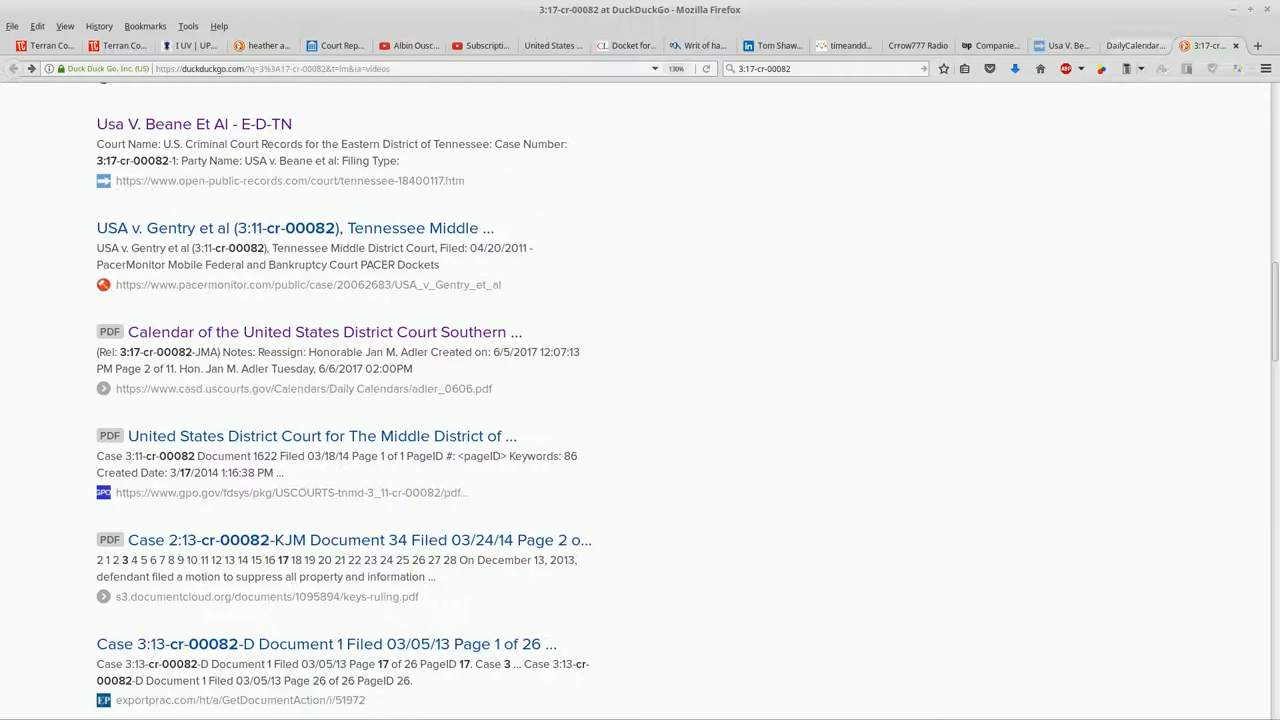 3:17-cr-00082 at DuckDuckGo - Mozilla Firefox
File Edit View History Bookmarks Tools Help
Terran Co... Terran Co... I UV | UP... heather a... Court Rep... Albin Ousc... Subscripti... United States ... Docket for... Writ of ha... Tom Shaw... timeandd... Crrow777 Radio Companie... Usa V. Be... DailyCalendar... 3:17-cr...
Duck Duck Go, Inc. (US) https://duckduckgo.com/?q=3%3A17-cr-00082&t=lm&ia=videos 130% 3:17-cr-00082
Usa V. Beane Et Al - E-D-TN
Court Name: U.S. Criminal Court Records for the Eastern District of Tennessee: Case Number:
3:17-cr-00082-1: Party Name: USA v. Beane et al: Filing Type:
https://www.open-public-records.com/court/tennessee-18400117.htm
USA v. Gentry et al (3:11-cr-00082), Tennessee Middle ...
USA v. Gentry et al (3:11-cr-00082), Tennessee Middle District Court, Filed: 04/20/2011 -
PacerMonitor Mobile Federal and Bankruptcy Court PACER Dockets
https://www.pacermonitor.com/public/case/20062683/USA_v_Gentry_et_al
PDF Calendar of the United States District Court Southern ...
(Rel: 3:17-cr-00082-JMA) Notes: Reassign: Honorable Jan M. Adler Created on: 6/5/2017 12:07:13
PM Page 2 of 11. Hon. Jan M. Adler Tuesday, 6/6/2017 02:00PM
https://www.casd.uscourts.gov/Calendars/Daily Calendars/adler_0606.pdf
PDF United States District Court for The Middle District of ...
Case 3:11-cr-00082 Document 1622 Filed 03/18/14 Page 1 of 1 PageID #: <pageID> Keywords: 86
Created Date: 3/17/2014 1:16:38 PM ...
GPO https://www.gpo.gov/fdsys/pkg/USCOURTS-tnmd-3_11-cr-00082/pdf...
PDF Case 2:13-cr-00082-KJM Document 34 Filed 03/24/14 Page 2 o...
2 1 2 3 4 5 6 7 8 9 10 11 12 13 14 15 16 17 18 19 20 21 22 23 24 25 26 27 28 On December 13, 2013,
defendant filed a motion to suppress all property and information ...
s3.documentcloud.org/documents/1095894/keys-ruling.pdf
Case 3:13-cr-00082-D Document 1 Filed 03/05/13 Page 1 of 26 ...
Case 3:13-cr-00082-D Document 1 Filed 03/05/13 Page 17 of 26 PageID 17. Case 3 ... Case 3:13-cr-
00082-D Document 1 Filed 03/05/13 Page 26 of 26 PageID 26.
EP exportprac.com/ht/a/GetDocumentAction/i/51972